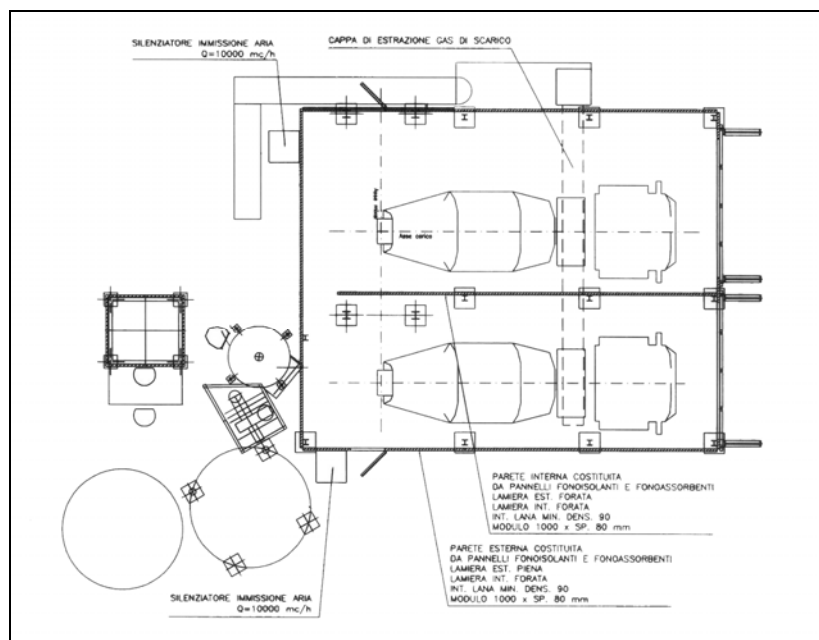 SILENZIATORE IMMISSIONE ARIA
Q=10000 mc/h
CAPPA DI ESTRAZIONE GAS DI SCARICO
Asse carico
PARETE INTERNA COSTITUITA
DA PANNELLI FONOISOLANTI E FONOASSORBENTI
LAMIERA EST. FORATA
LAMIERA INT. FORATA
INT. LANA MIN. DENS. 90
MODULO 1000 x SP. 80 mm
PARETE ESTERNA COSTITUITA
DA PANNELLI FONOISOLANTI E FONOASSORBENTI
LAMIERA EST. PIENA
LAMIERA INT. FORATA
INT. LANA MIN. DENS. 90
MODULO 1000 x SP. 80 mm
SILENZIATORE IMMISSIONE ARIA
Q=10000 mc/h